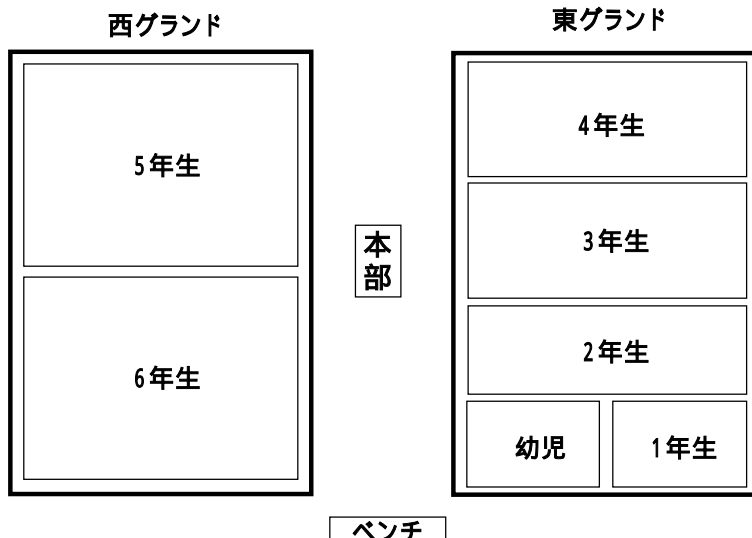 西グランド
東グランド
5年生
6年生
本部
4年生
3年生
2年生
幼児
1年生
ベンチ